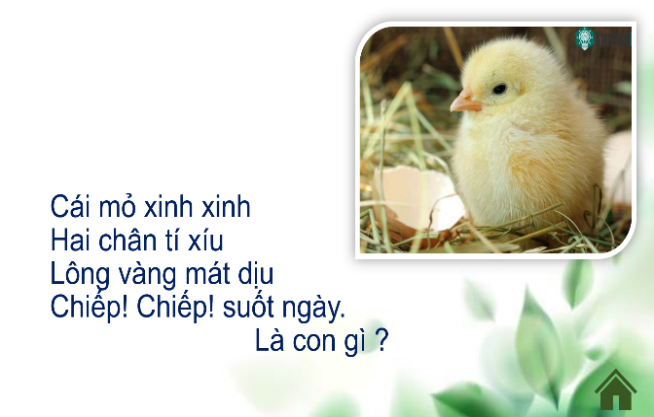 Cái mỏ xinh xinh
Hai chân tí xíu
Lông vàng mát dịu
Chiếp! Chiếp! suốt ngày.
Là con gì ?